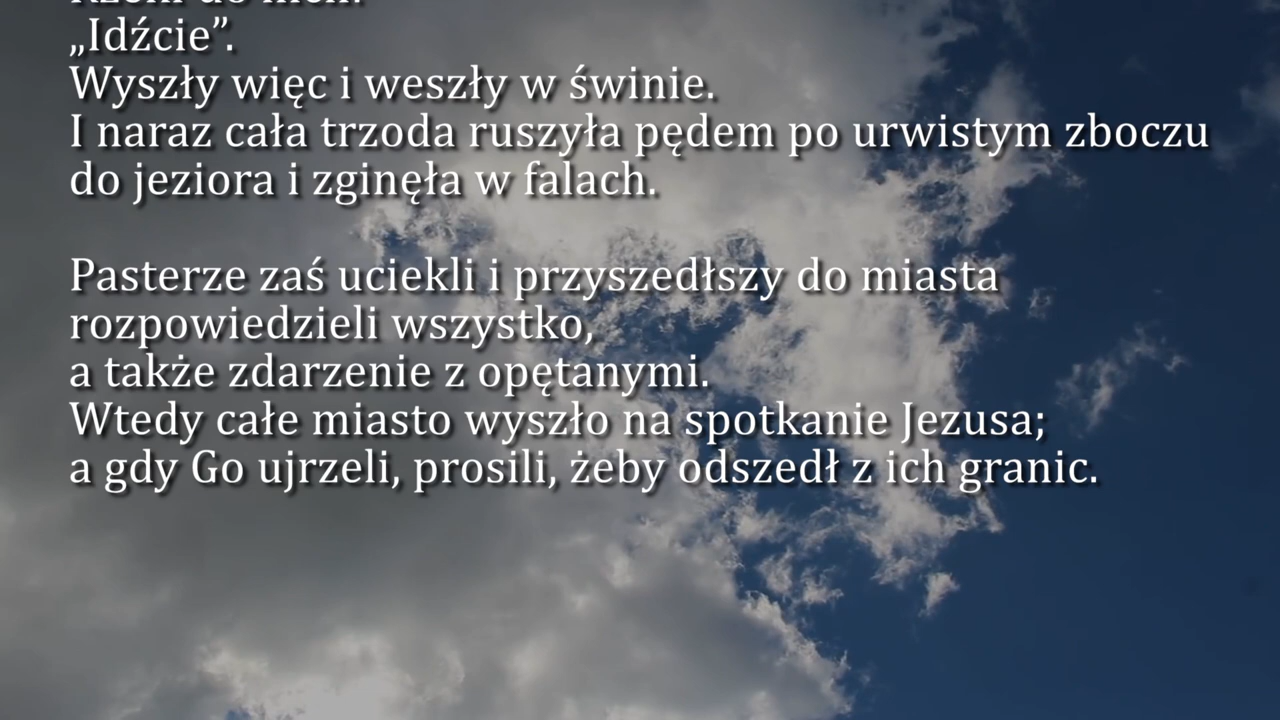 „Idźcie”.
Wyszły więc i weszły w świnie.
I naraz cała trzoda ruszyła pędem po urwistym zboczu
do jeziora i zginęła w falach.
Pasterze zaś uciekli i przyszedłszy do miasta
rozpowiedzieli wszystko,
a także zdarzenie z opętanymi.
Wtedy całe miasto wyszło na spotkanie Jezusa;
a gdy Go ujrzeli, prosili, żeby odszedł z ich granic.